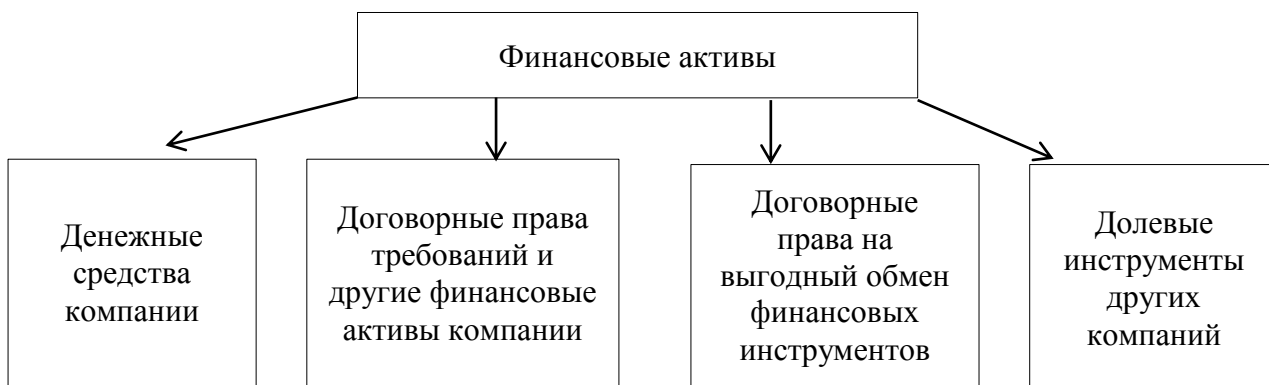 Финансовые активы
Денежные
средства
компании
Договорные права
требований и
другие финансовые
активы компании
Договорные
права на
выгодный обмен
финансовых
инструментов
Долевые
инструменты
других
компаний